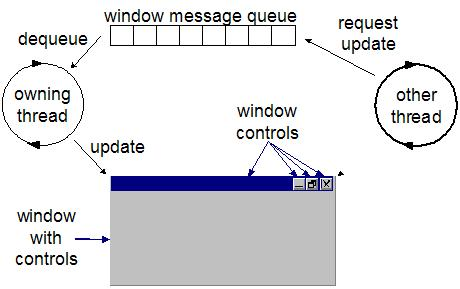 window message queue
request
update
dequeue
owning
thread
other
thread
window
controls
update
window
with
controls